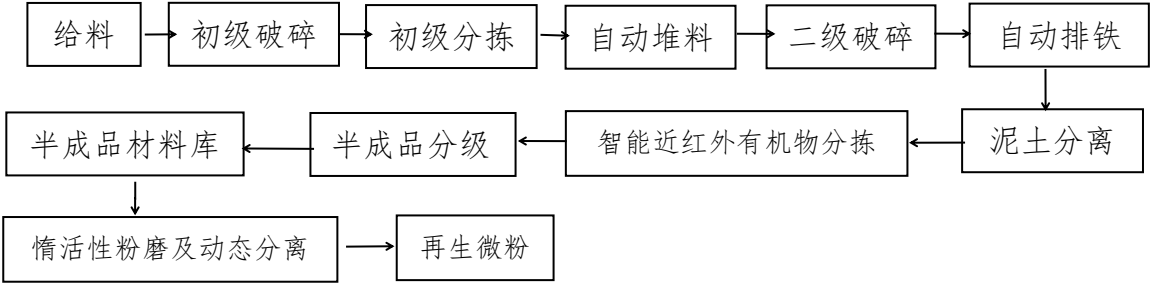 给料
初级破碎
初级分拣
自动堆料
二级破碎
自动排铁
泥土分离
智能近红外有机物分拣
半成品分级
半成品材料库
惰活性粉磨及动态分离
再生微粉